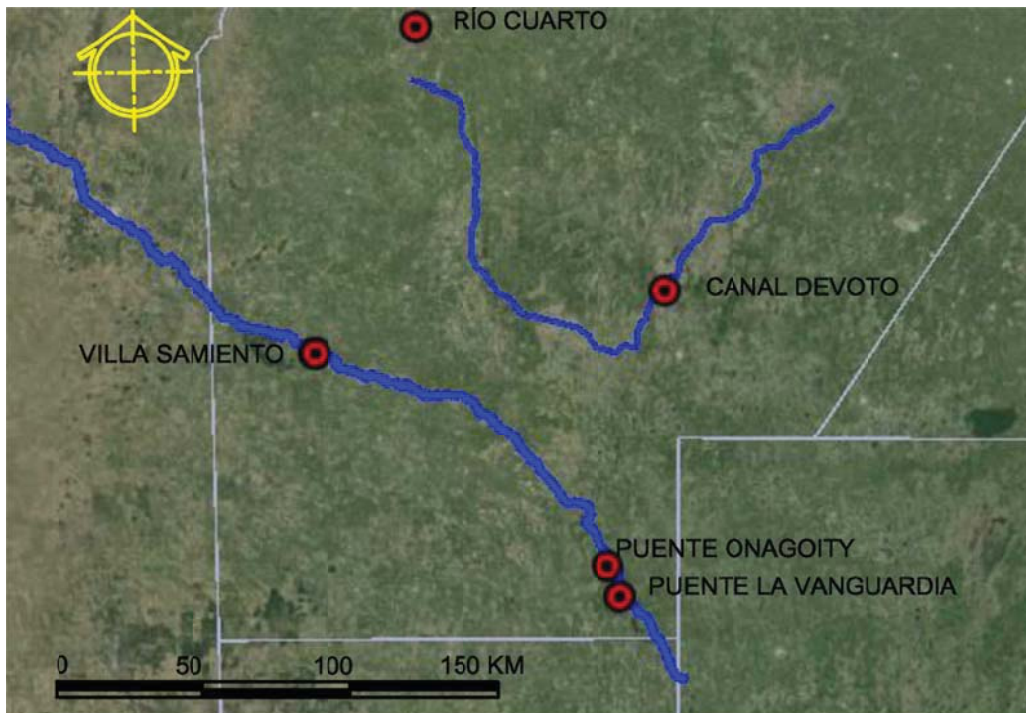 RÍO CUARTO
CANAL DEVOTO
VILLA SAMIENTO
PUENTE ONAGOITY
PUENTE LA VANGUARDIA
0 50 100 150 KM